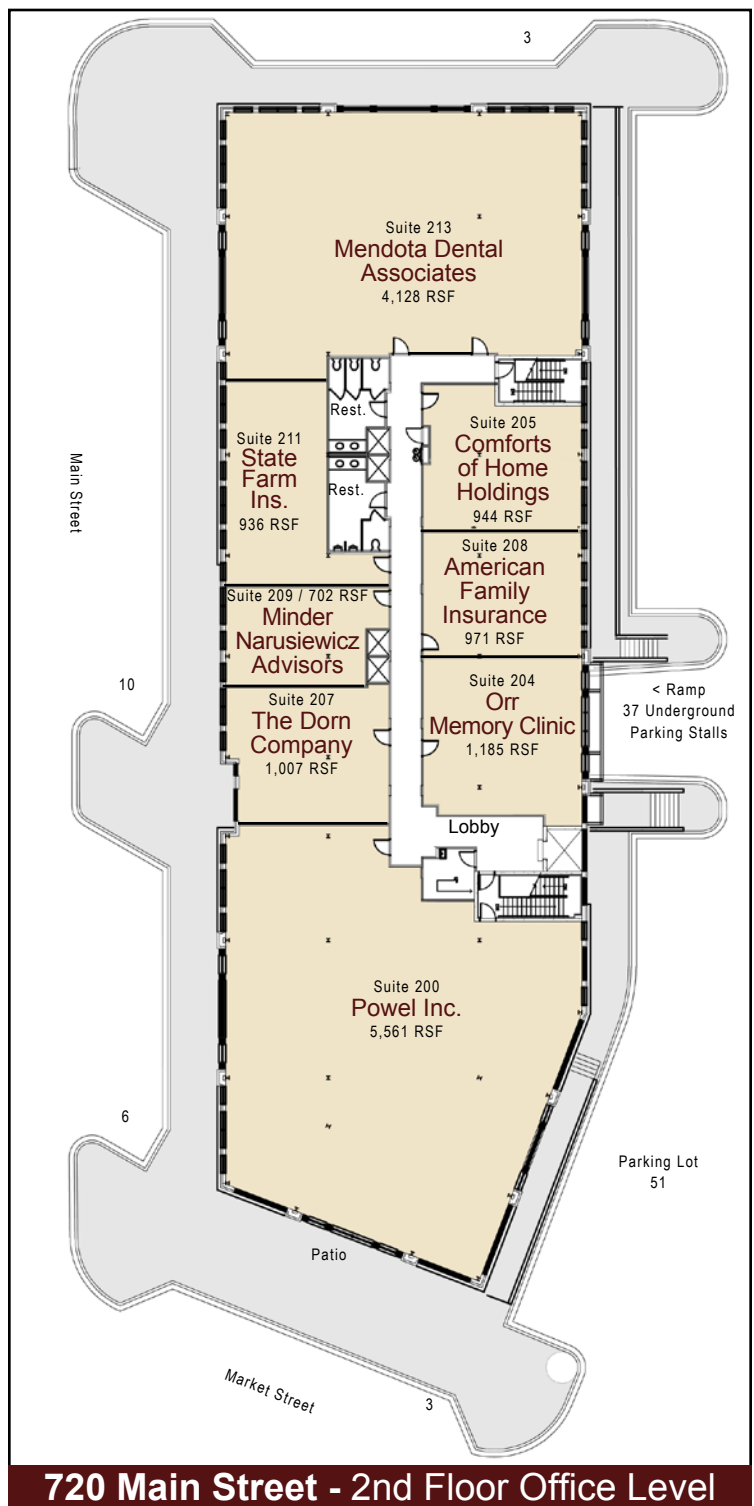 3
Suite 213
Mendota Dental
Associates
4,128 RSF
Rest.
Suite 211
State
Farm
Ins.
936 RSF
Rest.
Suite 205
Comforts
of Home
Holdings
944 RSF
Main Street
Suite 208
American
Family
Insurance
971 RSF
Suite 209 / 702 RSF
Minder
Narusiewicz
Advisors
Suite 204
Orr
Memory Clinic
1,185 RSF
10
< Ramp
37 Underground
Parking Stalls
Suite 207
The Dorn
Company
1,007 RSF
Lobby
Suite 200
Powel Inc.
5,561 RSF
6
Parking Lot
51
Patio
Market Street
3
720 Main Street - 2nd Floor Office Level